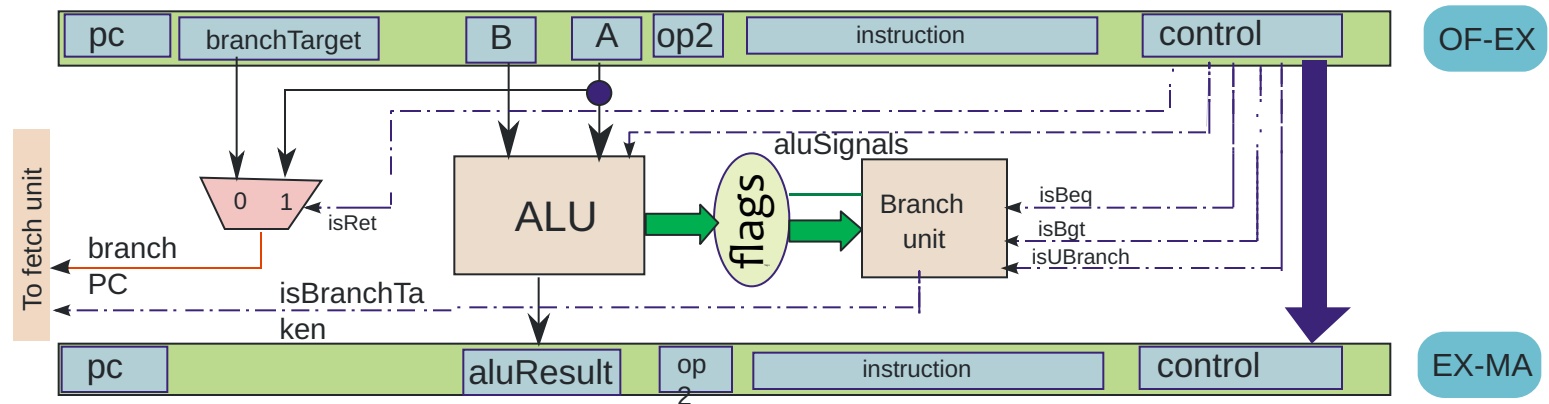 pc
branchTarget
B
A
op2
instruction
control
OF-EX
aluSignals
0
1
isRet
ALU
flags
Branch
unit
isBeq
isBgt
isUBranch
To fetch unit
branch
PC
isBranchTa
ken
pc
aluResult
op
2
instruction
control
EX-MA